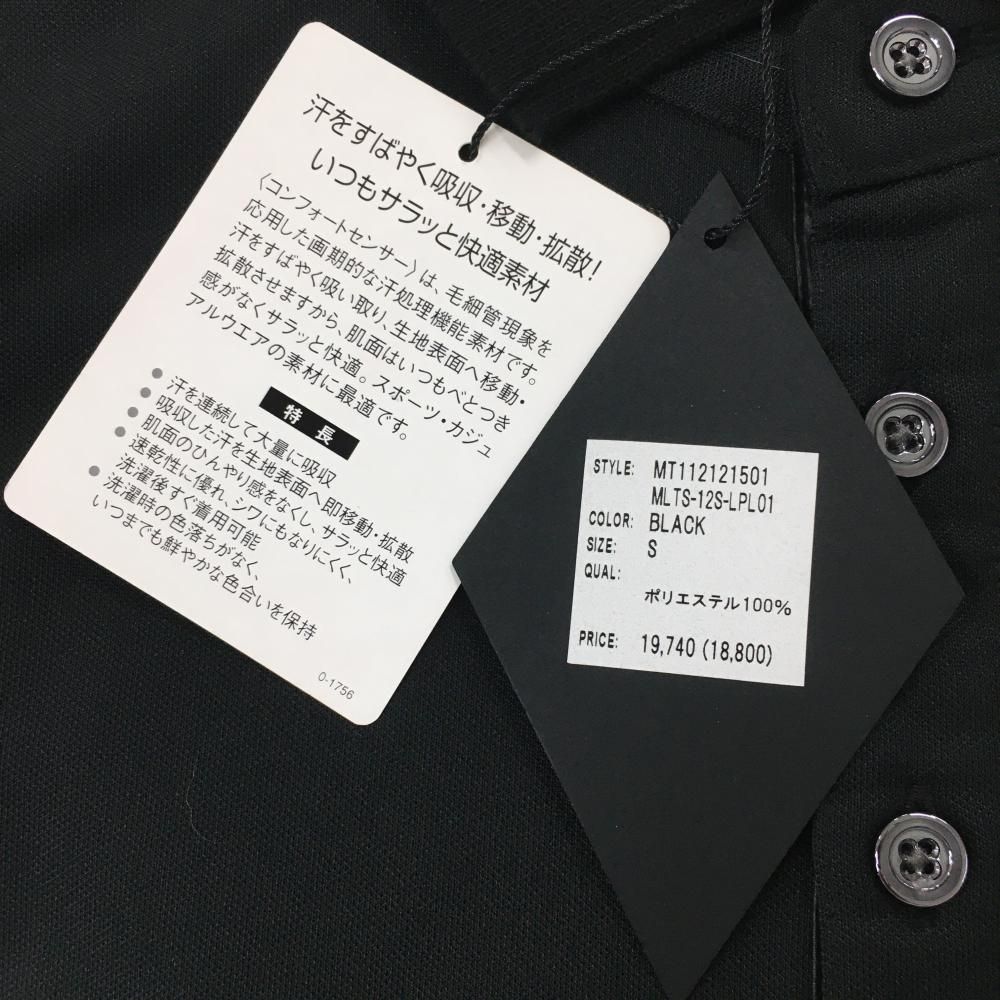 汗をすばやく吸収・移動・拡散!
いつもサラッと快適素材
〈コンフォートセンサー〉は、毛細管現象を
応用した画期的な汗処理機能素材です。
汗をすばやく吸い取り、生地表面へ移動・
拡散させますから、肌面はいつもべとつき
感がなくサラッと快適。スポーツ・カジュ
アルウエアの素材に最適です。
特 長
汗を連続して大量に吸収
吸収した汗を生地表面へ即移動・拡散
肌面のひんやり感をなくし、サラッと快適
速乾性に優れ、シワにもなりにくく、
洗濯後すぐ着用可能
洗濯時の色落ちがなく、
いつまでも鮮やかな色合いを保持
0-1756
STYLE: MT112121501
MLTS-12S-LPL01
COLOR: BLACK
SIZE: S
QUAL:
ポリエステル100%
PRICE: 19,740 (18,800)